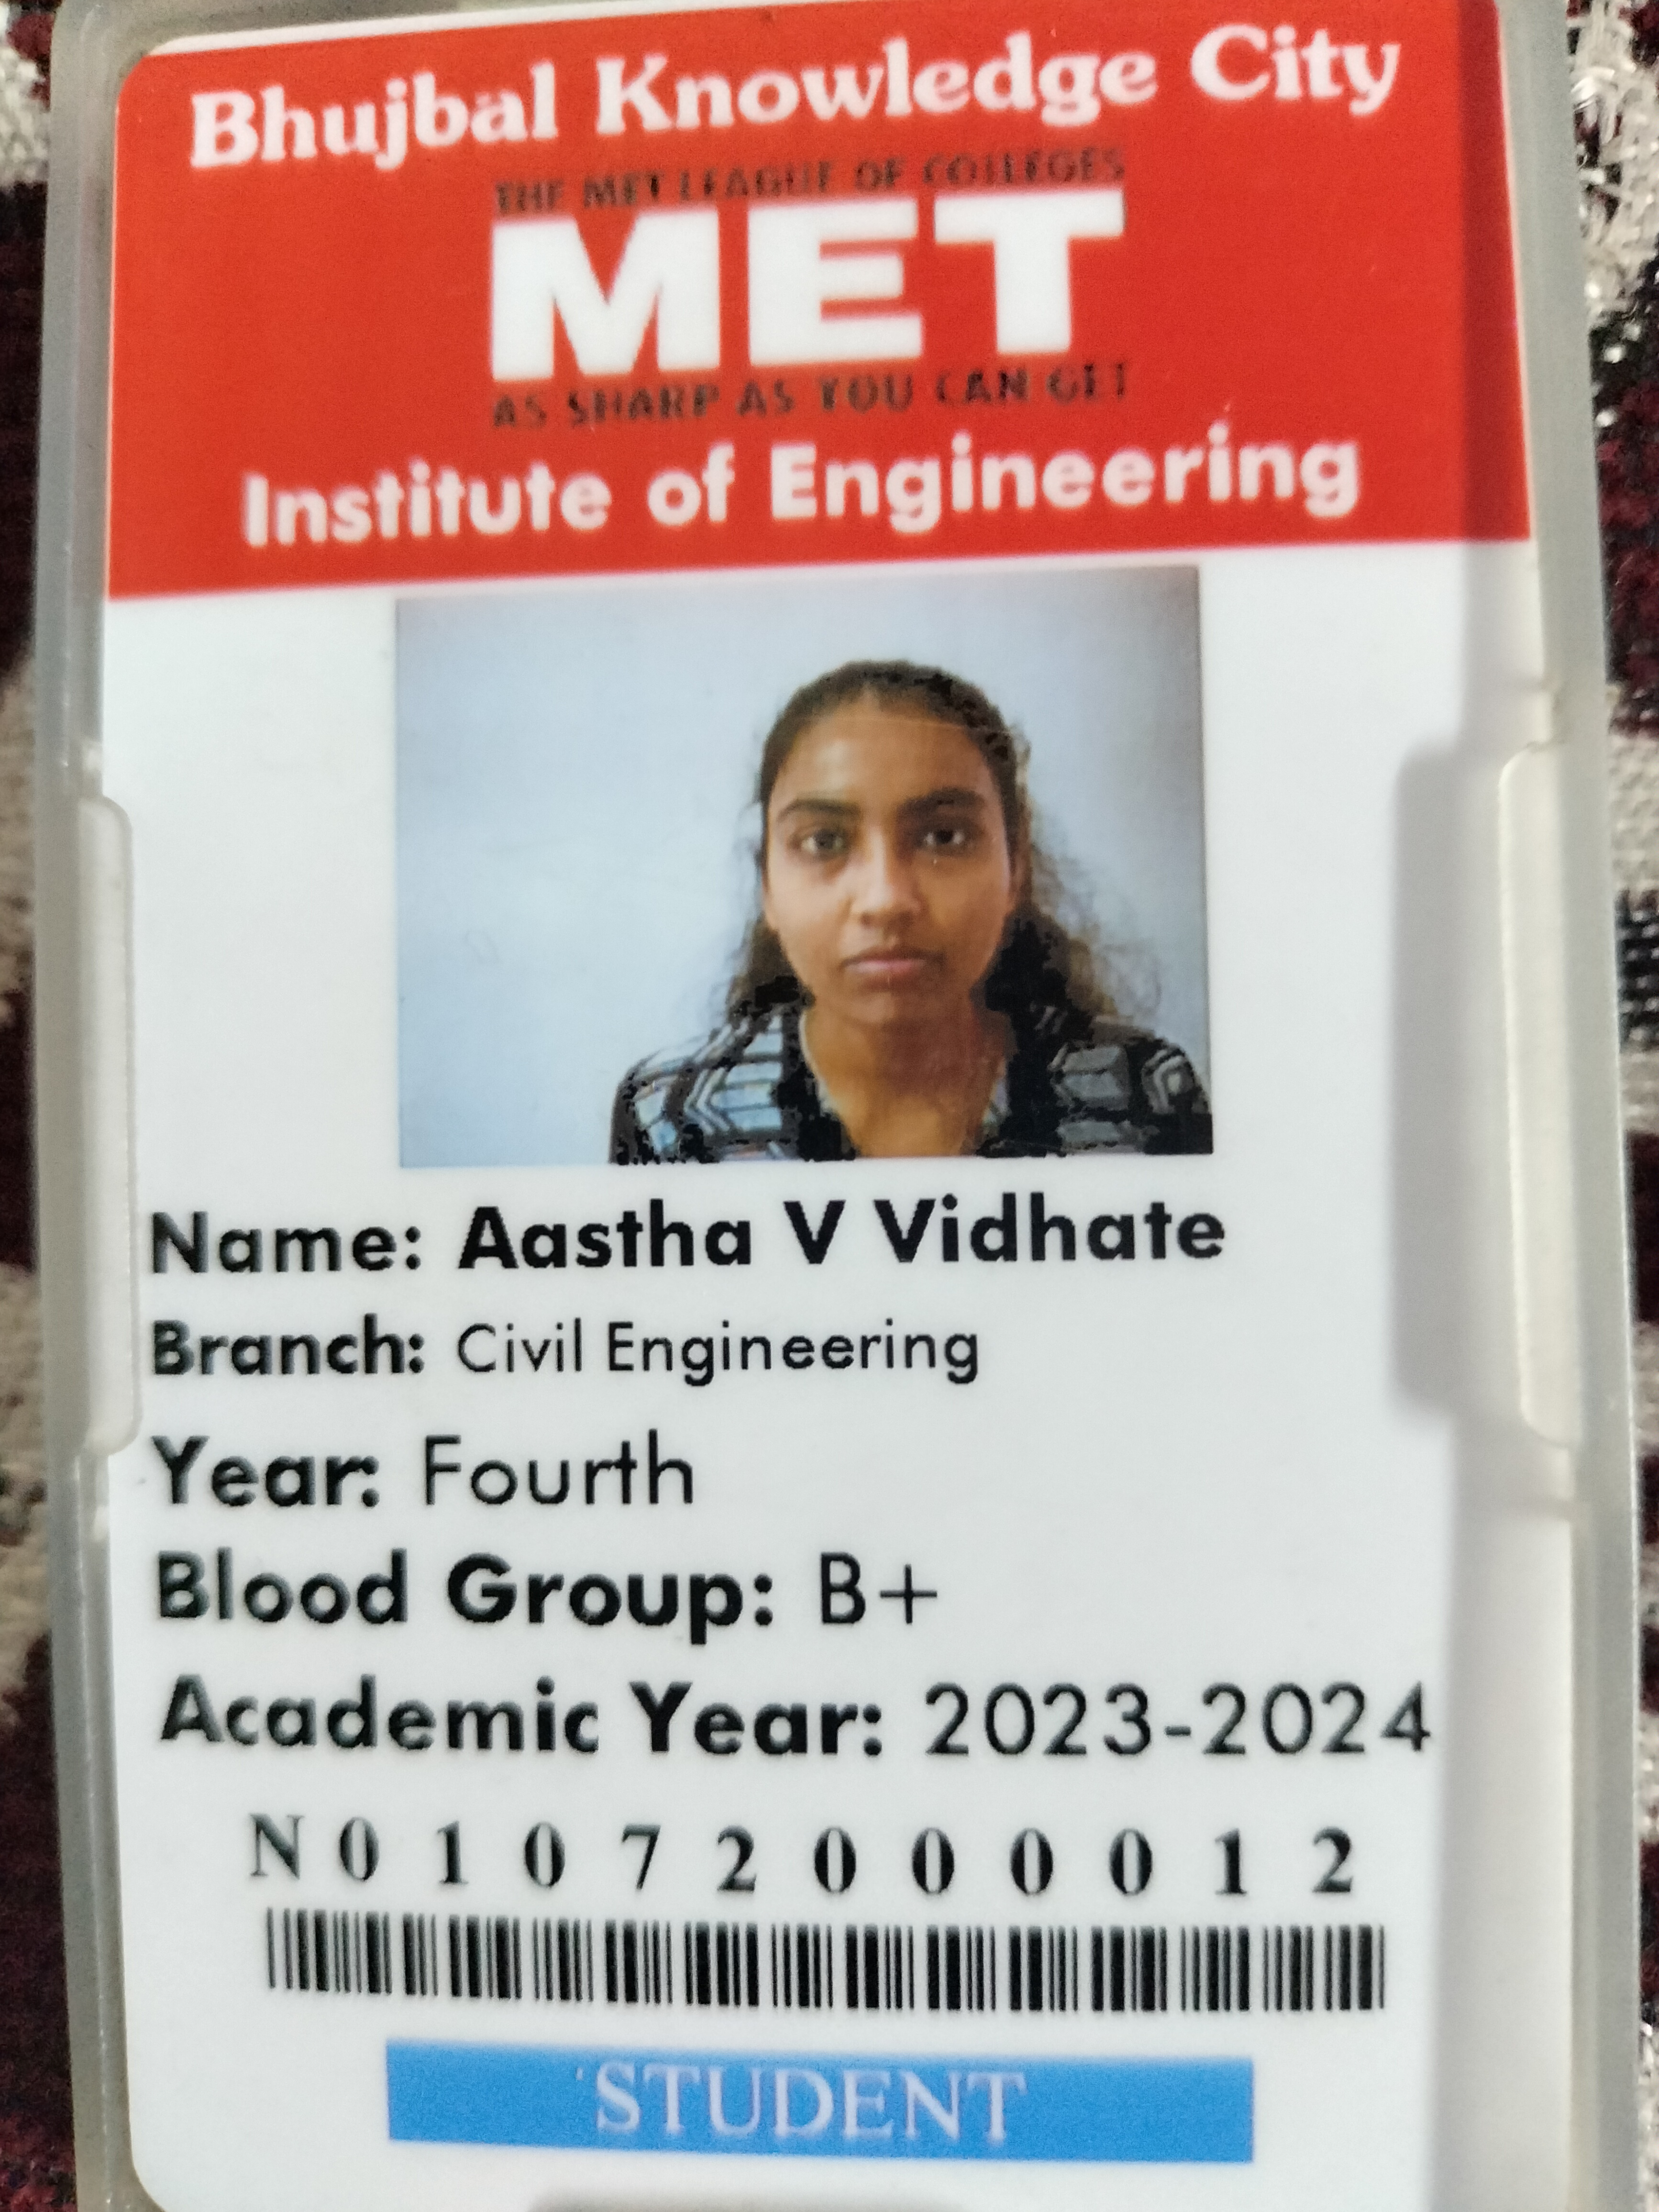 Bhujbal Knowledge City
THE MET LEAGUE OF COLLEGES
MET
AS SHARP AS YOU CAN GET
Institute of Engineering
Name: Aastha V Vidhate
Branch: Civil Engineering
Year: Fourth
Blood Group: B+
Academic Year: 2023-2024
N01072000012
STUDENT